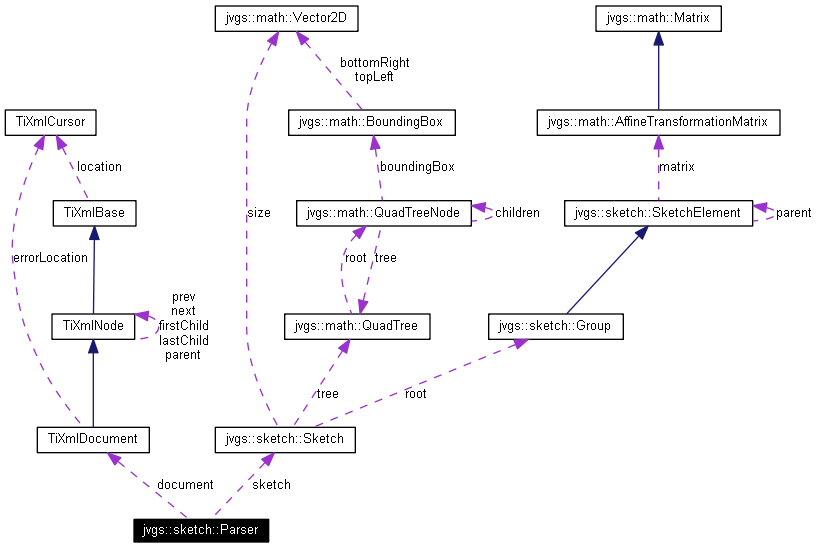 jvgs::math::Vector2D
jvgs::math::Matrix
bottomRight
topLeft
TiXmlCursor
jvgs::math::BoundingBox
jvgs::math::AffineTransformationMatrix
location
boundingBox
matrix
TiXmlBase
size
jvgs::math::QuadTreeNode
children
jvgs::sketch::SketchElement
parent
errorLocation
root
tree
prev
next
firstChild
lastChild
parent
TiXmlNode
jvgs::math::QuadTree
jvgs::sketch::Group
tree
root
TiXmlDocument
jvgs::sketch::Sketch
document
sketch
jvgs::sketch::Parser